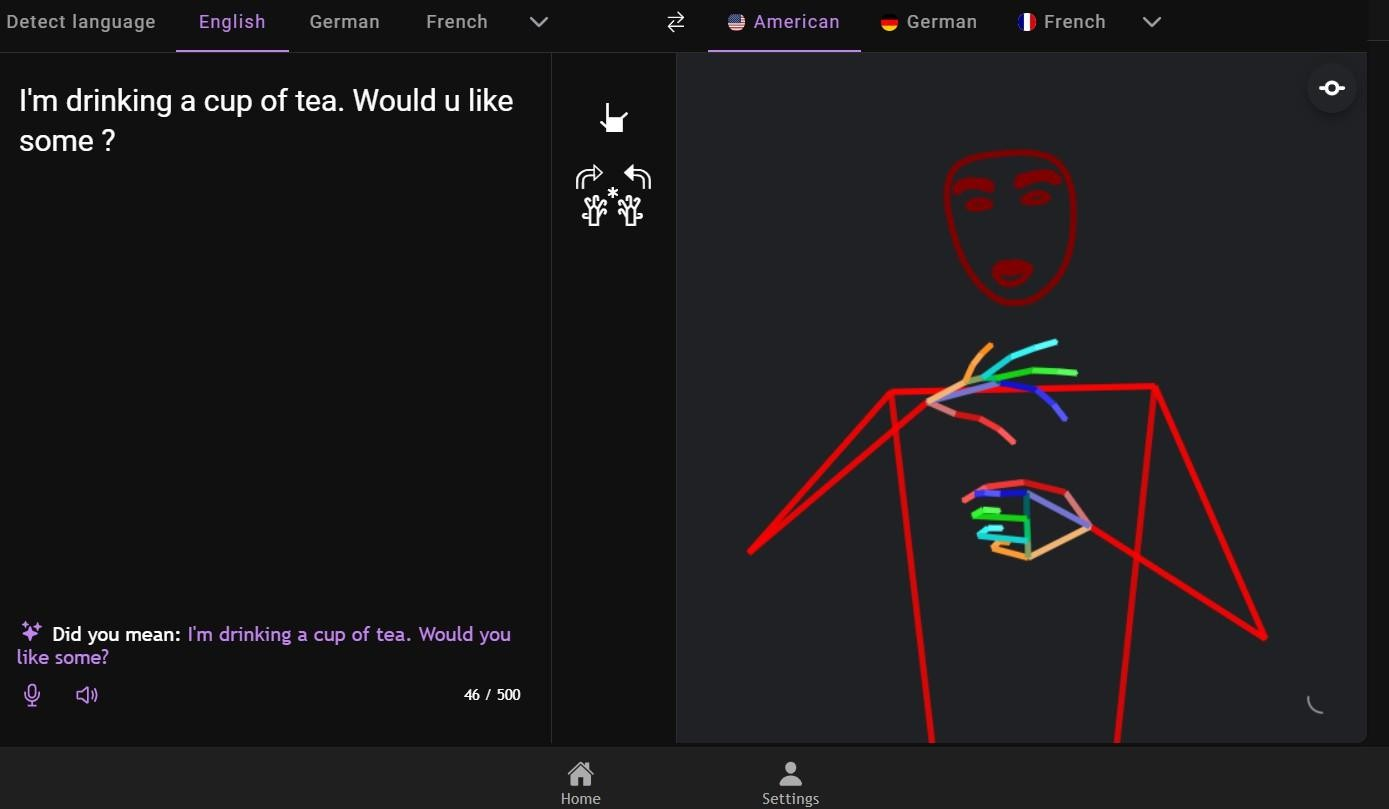 Detect language English German French American German French
I'm drinking a cup of tea. Would u like
some ?
Did you mean: I'm drinking a cup of tea. Would you
like some?
46 / 500
Home Settings